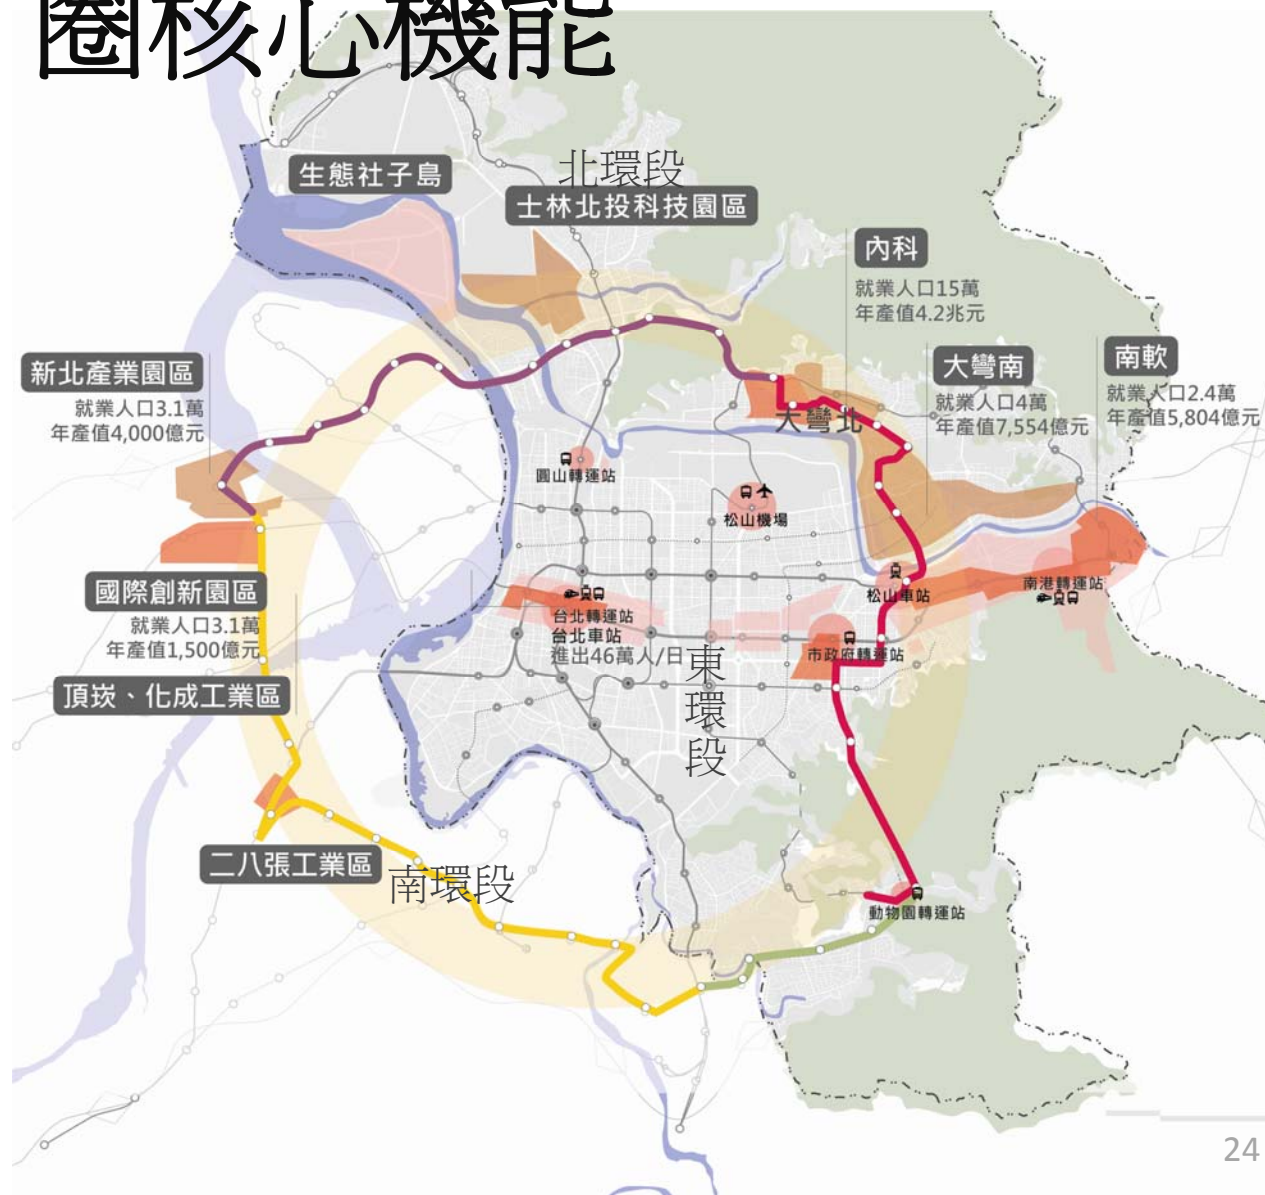 圈核心機能
生態社子島
北環段
士林北投科技園區
內科
就業人口15萬
年產值4.2兆元
新北產業園區
就業人口3.1萬
年產值4,000億元
大彎南
就業人口4萬
年產值7,554億元
南軟
就業人口2.4萬
年產值5,804億元
大彎北
圓山轉運站
松山機場
國際創新園區
就業人口3.1萬
年產值1,500億元
松山車站
南港轉運站
台北轉運站
台北車站
進出46萬人/日
市政府轉運站
東環段
頂崁、化成工業區
二八張工業區
南環段
動物園轉運站
24